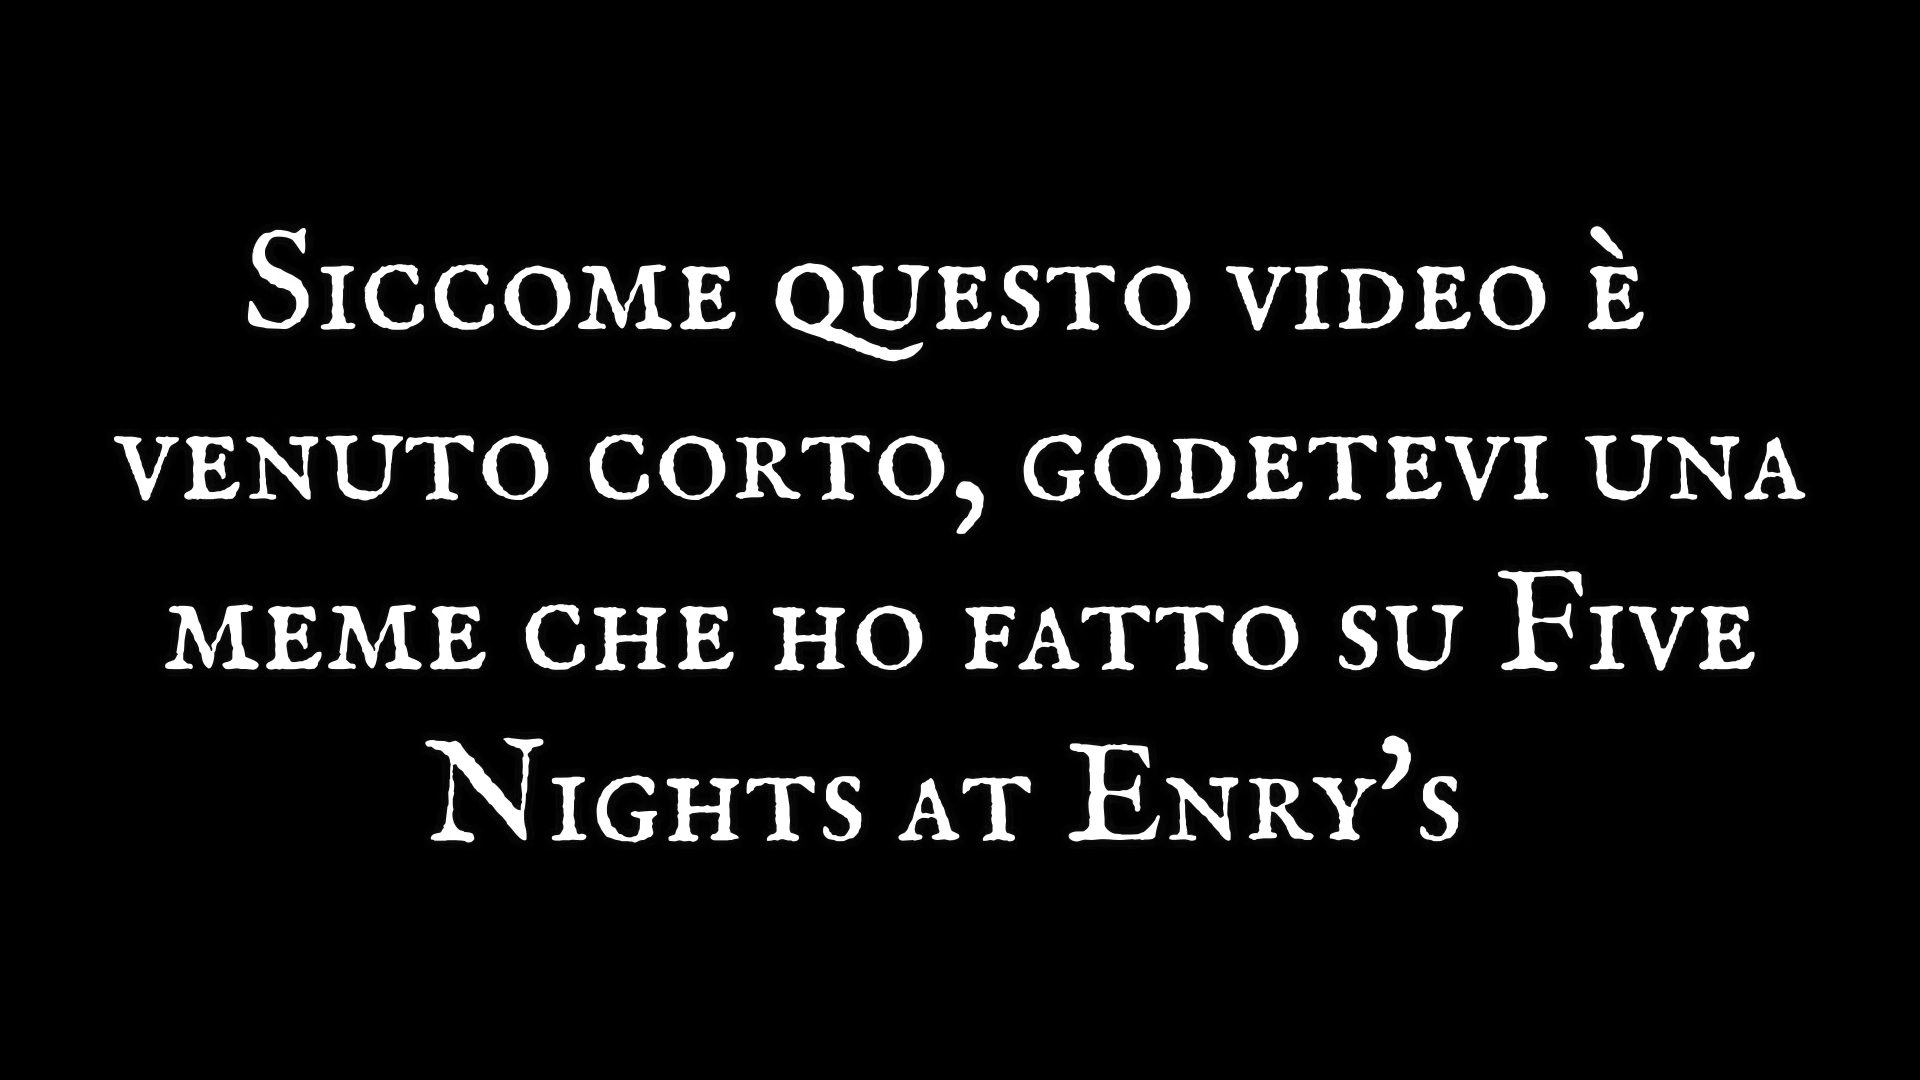 Siccome questo video è
venuto corto, godetevi una
meme che ho fatto su Five
Nights at Enry’s